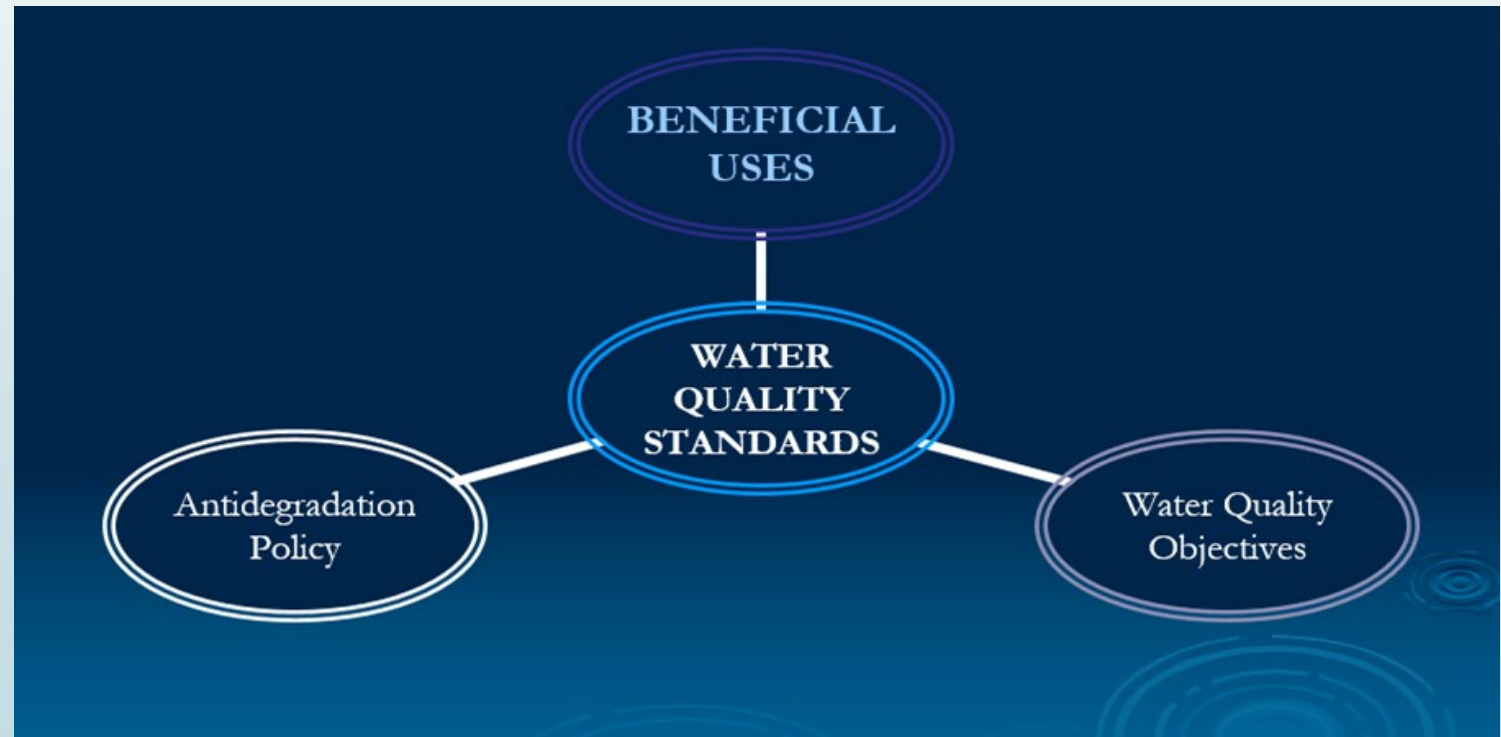 BENEFICIAL
USES
WATER
QUALITY
STANDARDS
Antidegradation
Policy
Water Quality
Objectives